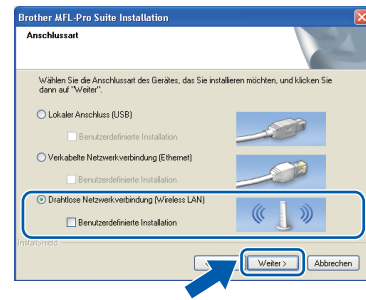 Brother MFL-Pro Suite Installation
Anschlussart
Wählen Sie die Anschlussart des Gerätes, das Sie installieren möchten, und klicken Sie
dann auf "Weiter".
Lokaler Anschluss (USB)
Benutzerdefinierte Installation
Verkabelte Netzwerkverbindung (Ethernet)
Benutzerdefinierte Installation
Drahtlose Netzwerkverbindung (Wireless LAN)
Benutzerdefinierte Installation
InstallShield
Weiter >
Abbrechen